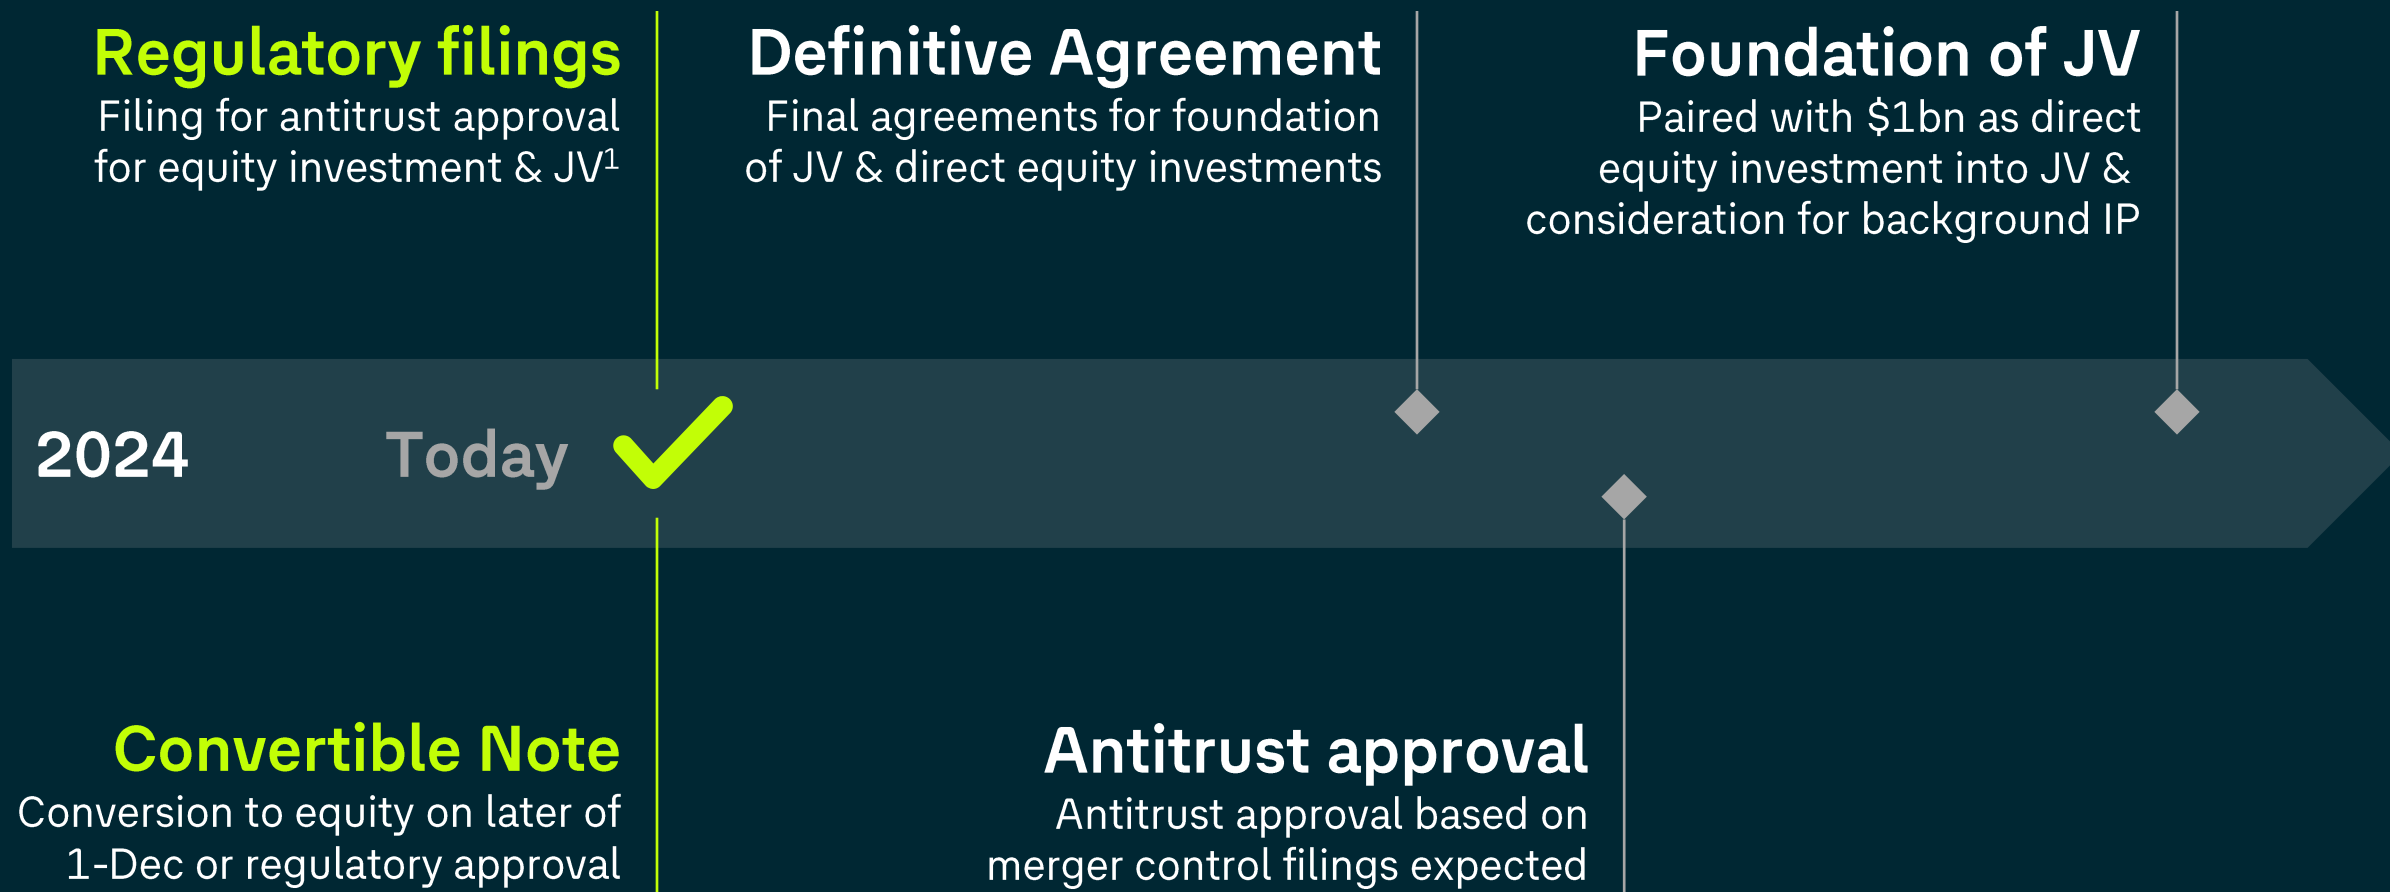 Regulatory filings
Filing for antitrust approval
for equity investment & JV¹
Definitive Agreement
Final agreements for foundation
of JV & direct equity investments
Foundation of JV
Paired with $1bn as direct
equity investment into JV &
consideration for background IP
2024
Today
Convertible Note
Conversion to equity on later of
1-Dec or regulatory approval
Antitrust approval
Antitrust approval based on
merger control filings expected